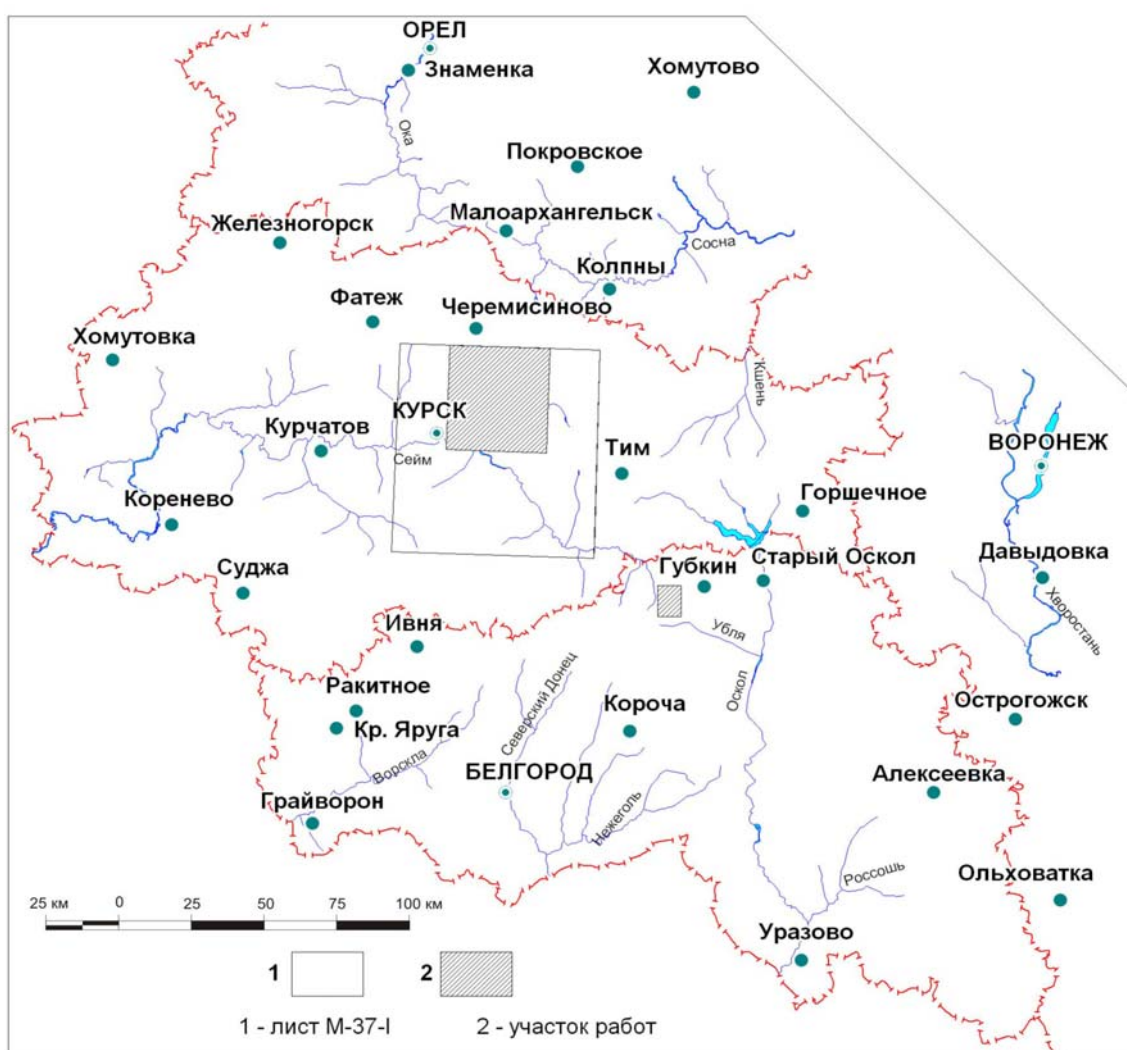 ОРЕЛ
Знаменка
Хомутово
Ока
Покровское
Малоархангельск
Железногорск
Сосна
Колпны
Фатеж
Черемисиново
Хомутовка
Кшень
КУРСК
Курчатов
Сейм
Тим
ВОРОНЕЖ
Коренево
Горшечное
Суджа
Губкин
Старый Оскол
Давыдовка
Хворостань
Убля
Ивня
Ракитное
Кр. Яруга
Северский Донец
Короча
Оскол
Острогожск
Ворскла
БЕЛГОРОД
Алексеевка
Грайворон
Нежеголь
Россошь
Ольховатка
25 км 0 25 50 75 100 км
Уразово
1 2
1 - лист М-37-I 2 - участок работ